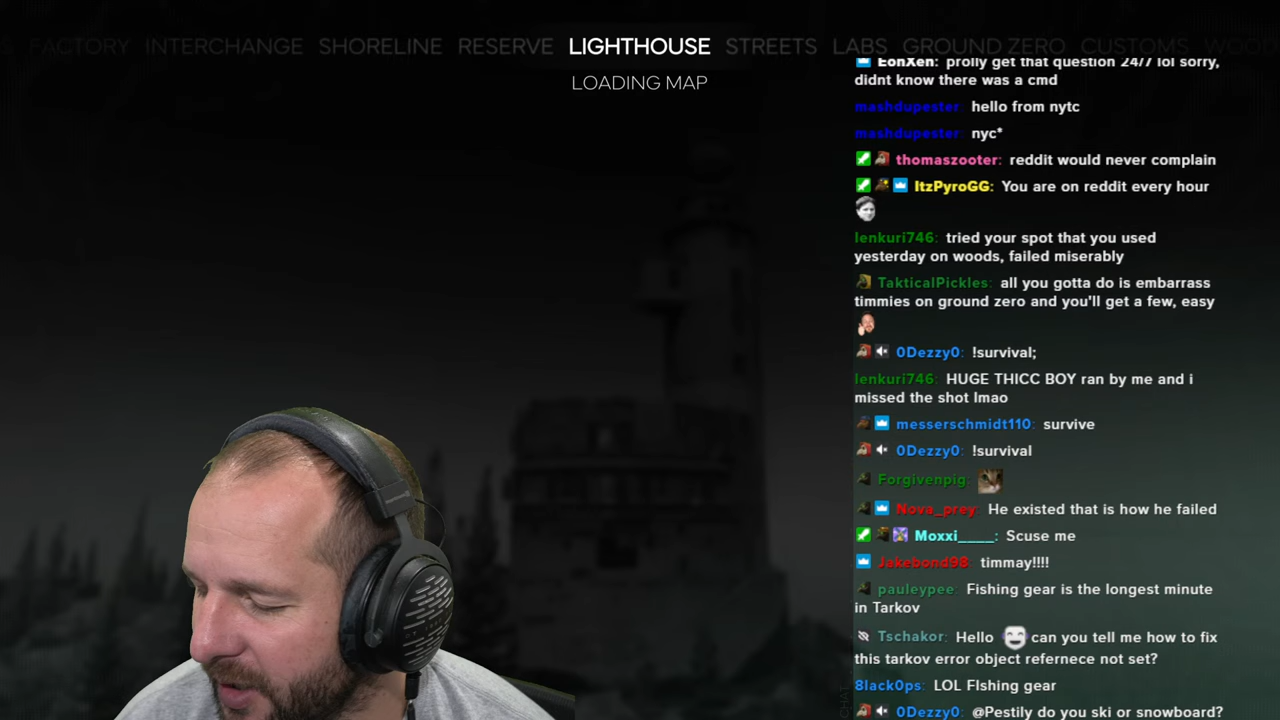 FACTORY INTERCHANGE SHORELINE RESERVE LIGHTHOUSE STREETS LABS GROUND ZERO CUSTOMS WOOD
LOADING MAP
EonXen: prolly get that question 24/7 lol sorry,
didnt know there was a cmd
mashdupester: hello from nytc
mashdupester: nyc*
thomaszooter: reddit would never complain
ItzPyroGG: You are on reddit every hour
lenkuri746: tried your spot that you used
yesterday on woods, failed miserably
TakticalPickles: all you gotta do is embarrass
timmies on ground zero and you'll get a few, easy
0Dezzy0: !survival;
lenkuri746: HUGE THICC BOY ran by me and i
missed the shot lmao
messerschmidt110: survive
0Dezzy0: !survival
Forgivenpig:
Nova_prey: He existed that is how he failed
Moxxi____: Scuse me
Jakebond98: timmay!!!!
pauleypee: Fishing gear is the longest minute
in Tarkov
Tschakor: Hello can you tell me how to fix
this tarkov error object refernece not set?
8lack0ps: LOL FIshing gear
0Dezzy0: @Pestily do you ski or snowboard?
CHAT